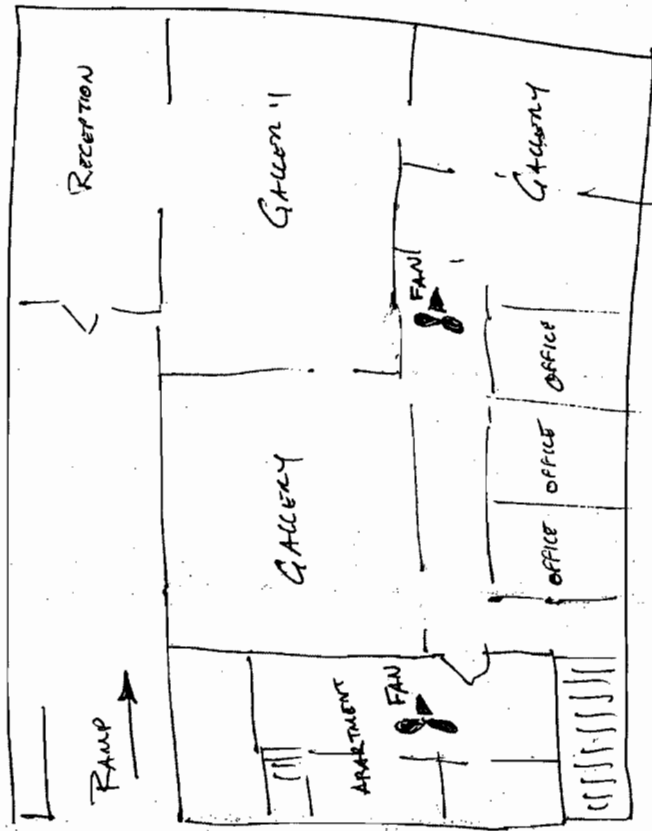 RECEPTION
GALLERY
GALLERY
FAN
GALLERY
OFFICE
OFFICE
OFFICE
RAMP
APARTMENT
FAN